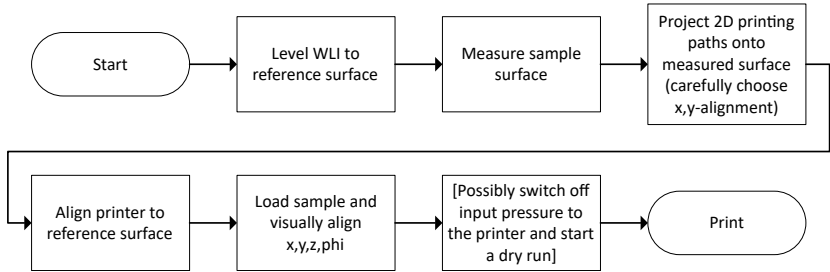 Start
Level WLI to
reference surface
Measure sample
surface
Project 2D printing
paths onto
measured surface
(carefully choose
x,y-alignment)
Align printer to
reference surface
Load sample and
visually align
x,y,z,phi
[Possibly switch off
input pressure to
the printer and start
a dry run]
Print